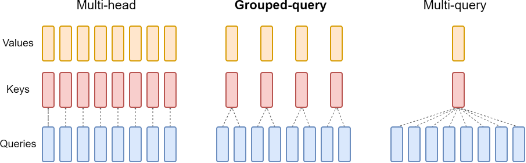 Multi-head
Grouped-query
Multi-query
Values
Keys
Queries